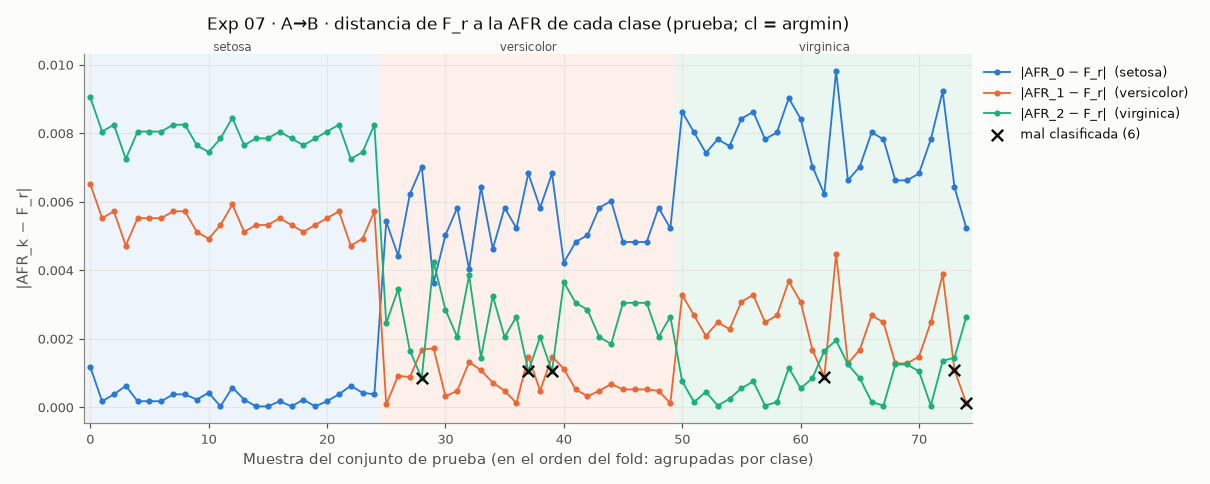 Exp 07 · A→B · distancia de F_r a la AFR de cada clase (prueba; cl = argmin)
setosa
versicolor
virginica
0.010
0.008
0.006
0.004
0.002
0.000
|AFR_k − F_r|
0 10 20 30 40 50 60 70
Muestra del conjunto de prueba (en el orden del fold: agrupadas por clase)
|AFR_0 − F_r| (setosa)
|AFR_1 − F_r| (versicolor)
|AFR_2 − F_r| (virginica)
mal clasificada (6)